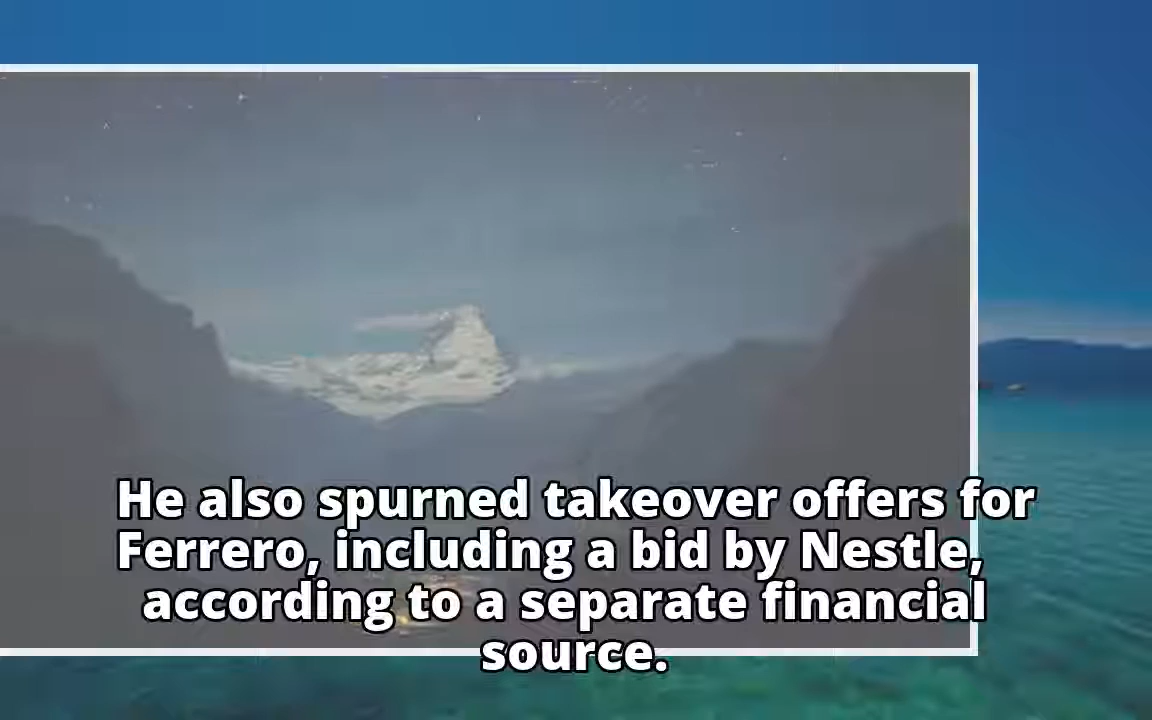 He also spurned takeover offers for
Ferrero, including a bid by Nestle,
according to a separate financial
source.